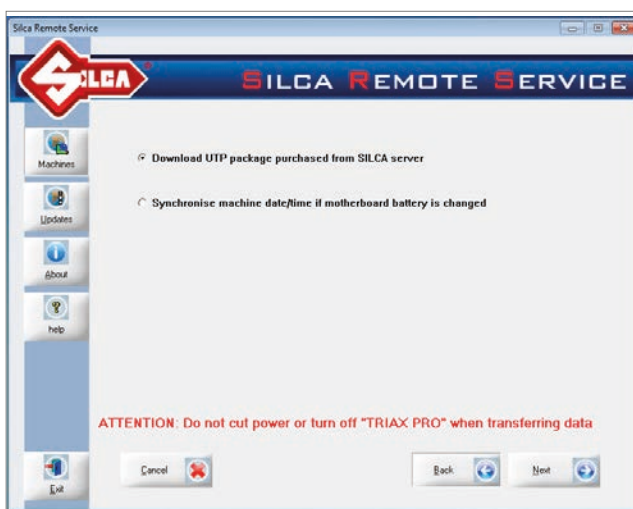 Silca Remote Service
SILCA
SILCA REMOTE SERVICE
Machines
Download UTP package purchased from SILCA server
Synchronise machine date/time if motherboard battery is changed
Updates
About
help
ATTENTION: Do not cut power or turn off "TRIAX PRO" when transferring data
Cancel
Back
Next
Exit